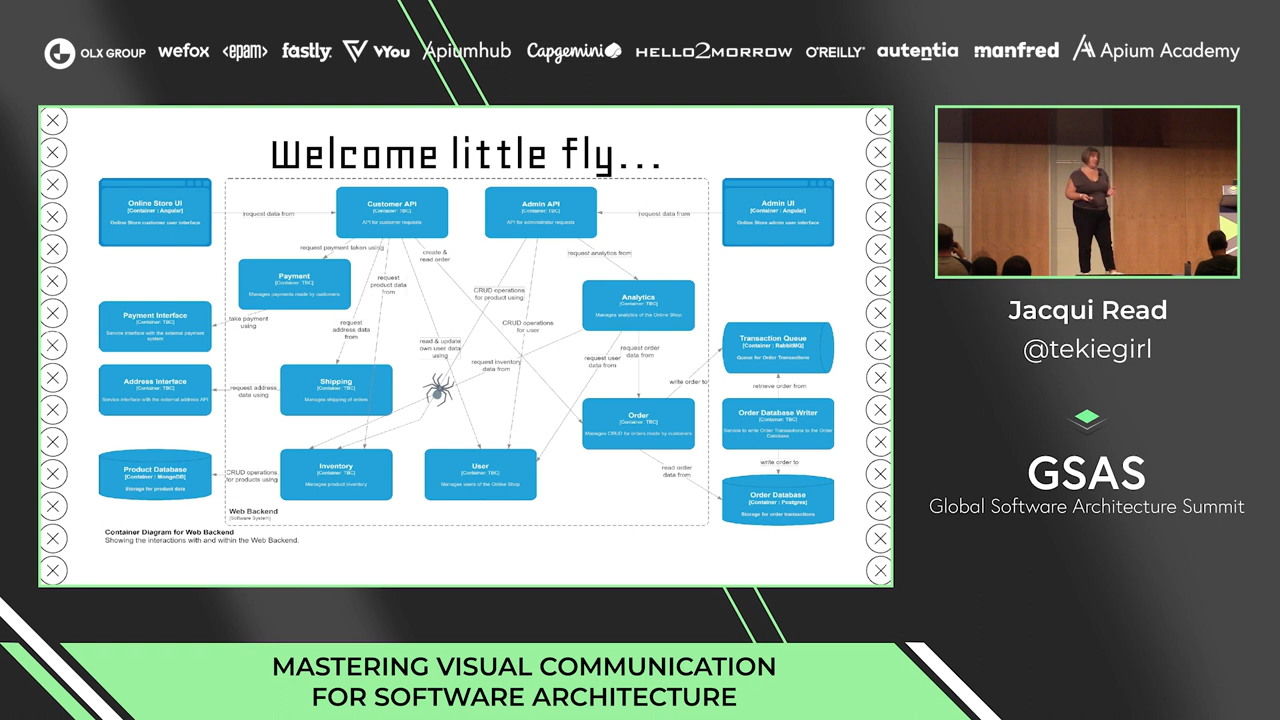 OLX GROUP wefox <epam> fastly. VYou Apiumhub Capgemini HELLO2MORROW O'REILLY® autentia manfred Apium Academy
Welcome little fly...
Online Store UI
[Container : Angular]
Online Store customer user interface
request data from
Customer API
[Container: TBC]
API for customer requests
Admin API
[Container: TBC]
API for administrator requests
request data from
Admin UI
[Container : Angular]
Online Store admin user interface
request payment taken using
create &
read order
request analytics from
Payment
[Container: TBC]
Manages payments made by customers
request
product data
from
CRUD operations
for product using
Analytics
[Container: TBC]
Manages analytics of the Online Shop
Payment Interface
[Container: TBC]
Service interface with the external payment
system
take payment
using
request
address data
from
CRUD operations
for user
read & update
own user data
using
request inventory
data from
request user
data from
request order
data from
Transaction Queue
[Container : RabbitMQ]
Queue for Order Transactions
write order to
retrieve order from
Address Interface
[Container: TBC]
Service interface with the external address API
request address
data using
Shipping
[Container: TBC]
Manages shipping of orders
Order
[Container: TBC]
Manages CRUD for orders made by customers
Order Database Writer
[Container: TBC]
Service to write Order Transactions to the Order
Database
write order to
Product Database
[Container : MongoDB]
Storage for product data
CRUD operations
for products using
Inventory
[Container: TBC]
Manages product inventory
User
[Container: TBC]
Manages users of the Online Shop
read order
data from
Order Database
[Container : Postgres]
Storage for order transactions
Web Backend
[Software System]
Container Diagram for Web Backend
Showing the interactions with and within the Web Backend.
Jacqui Read
@tekiegirl
GSAS
Global Software Architecture Summit
MASTERING VISUAL COMMUNICATION
FOR SOFTWARE ARCHITECTURE